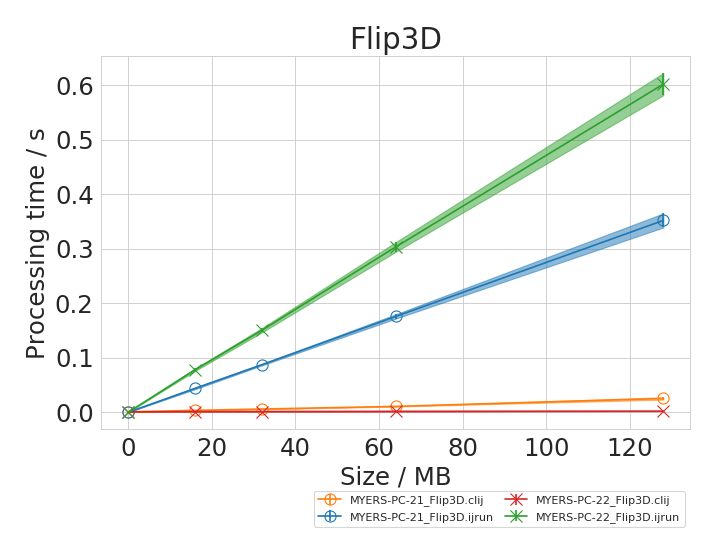 Flip3D
Processing time / s
0.6
0.5
0.4
0.3
0.2
0.1
0.0
0 20 40 60 80 100 120
Size / MB
MYERS-PC-21_Flip3D.clij MYERS-PC-22_Flip3D.clij
MYERS-PC-21_Flip3D.ijrun MYERS-PC-22_Flip3D.ijrun